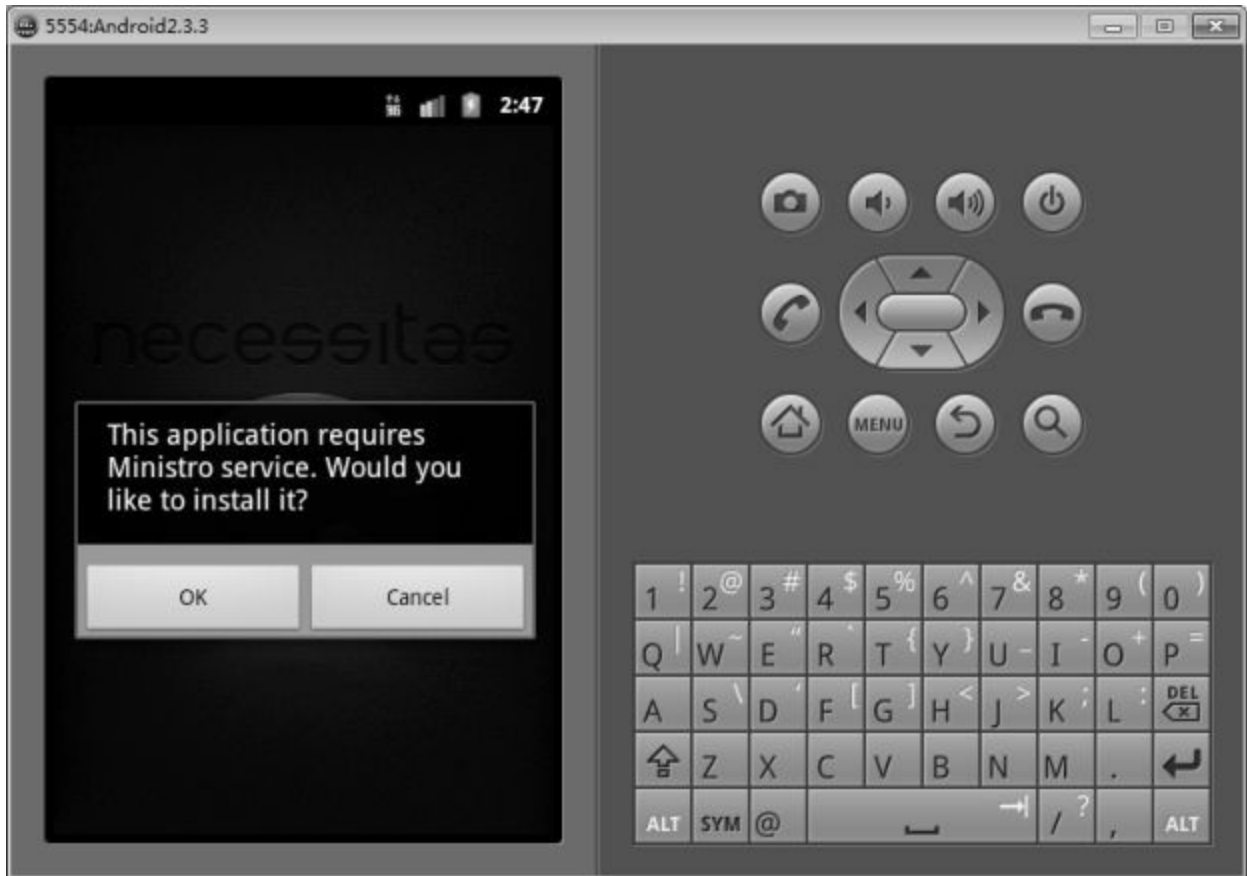 5554:Android2.3.3
2:47
necessitas
This application requires
Ministro service. Would you
like to install it?
OK
Cancel
MENU
1 ! 2 @ 3 # 4 $ 5 % 6 ^ 7 & 8 * 9 ( 0 )
Q | W ~ E " R ` T { Y } U _ I - O + P =
A S \ D ' F [ G ] H < J > K ; L : DEL
Z X C V B N M .
ALT SYM @ / ? , ALT